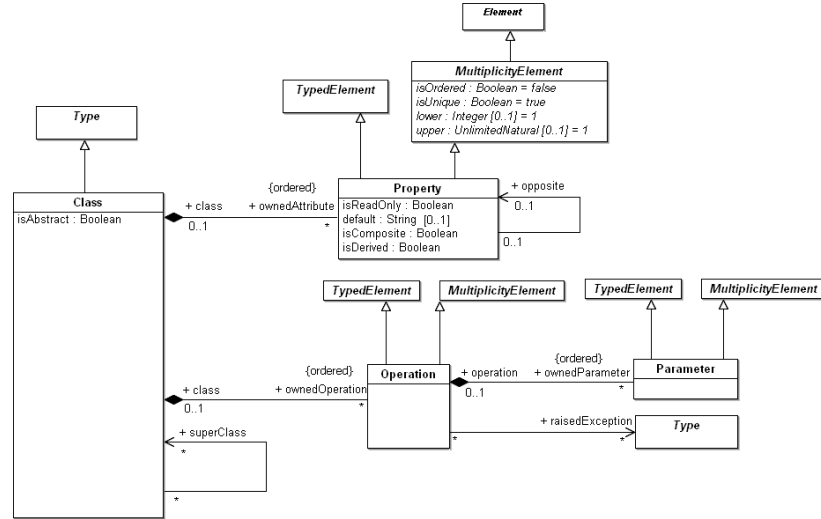 Element
MultiplicityElement
isOrdered : Boolean = false
isUnique : Boolean = true
lower : Integer [0..1] = 1
upper : UnlimitedNatural [0..1] = 1
TypedElement
Type
Class
isAbstract : Boolean
+ class
0..1
{ordered}
+ ownedAttribute
*
Property
isReadOnly : Boolean
default : String [0..1]
isComposite : Boolean
isDerived : Boolean
+ opposite
0..1
0..1
TypedElement
MultiplicityElement
TypedElement
MultiplicityElement
+ class
0..1
{ordered}
+ ownedOperation
*
Operation
+ operation
0..1
{ordered}
+ ownedParameter
*
Parameter
+ raisedException
*
*
Type
+ superClass
*
*